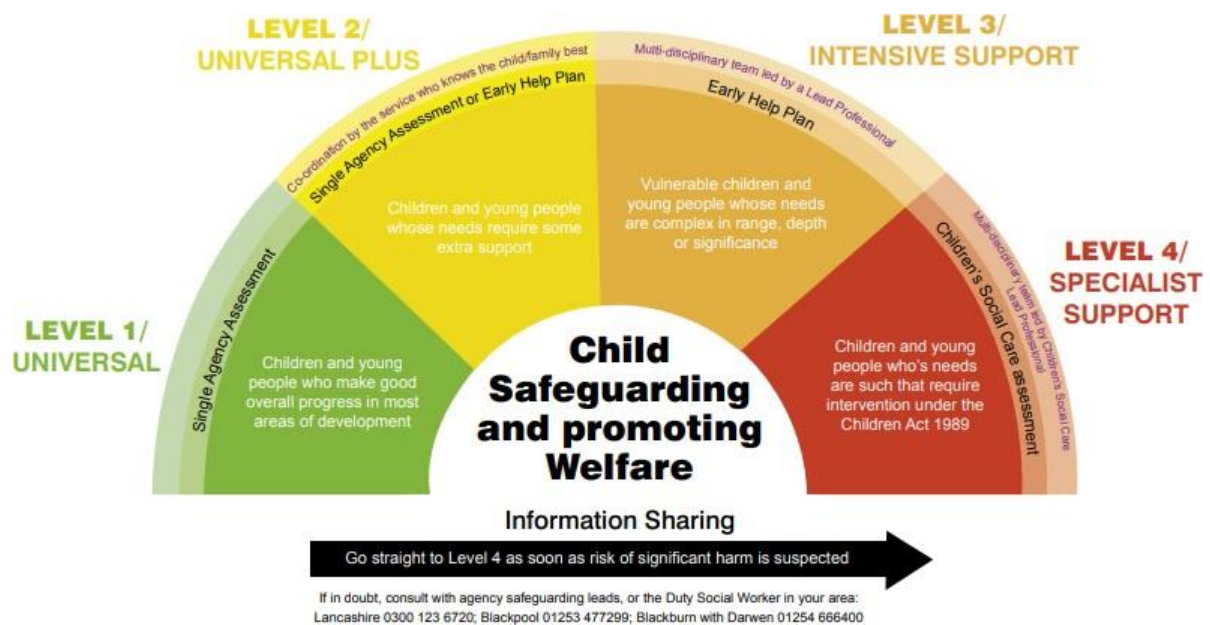 LEVEL 1/
UNIVERSAL
Single Agency Assessment
Children and young
people who make good
overall progress in most
areas of development
LEVEL 2/
UNIVERSAL PLUS
Co-ordination by the service who knows the child/family best
Single Agency Assessment or Early Help Plan
Children and young people
whose needs require some
extra support
LEVEL 3/
INTENSIVE SUPPORT
Multi-disciplinary team led by a Lead Professional
Early Help Plan
Vulnerable children and
young people whose needs
are complex in range, depth
or significance
LEVEL 4/
SPECIALIST
SUPPORT
Multi-disciplinary team led by Children's Social Care
Lead Professional
Children's Social Care assessment
Children and young
people who's needs
are such that require
intervention under the
Children Act 1989
Child
Safeguarding
and promoting
Welfare
Information Sharing
Go straight to Level 4 as soon as risk of significant harm is suspected
If in doubt, consult with agency safeguarding leads, or the Duty Social Worker in your area:
Lancashire 0300 123 6720; Blackpool 01253 477299; Blackburn with Darwen 01254 666400